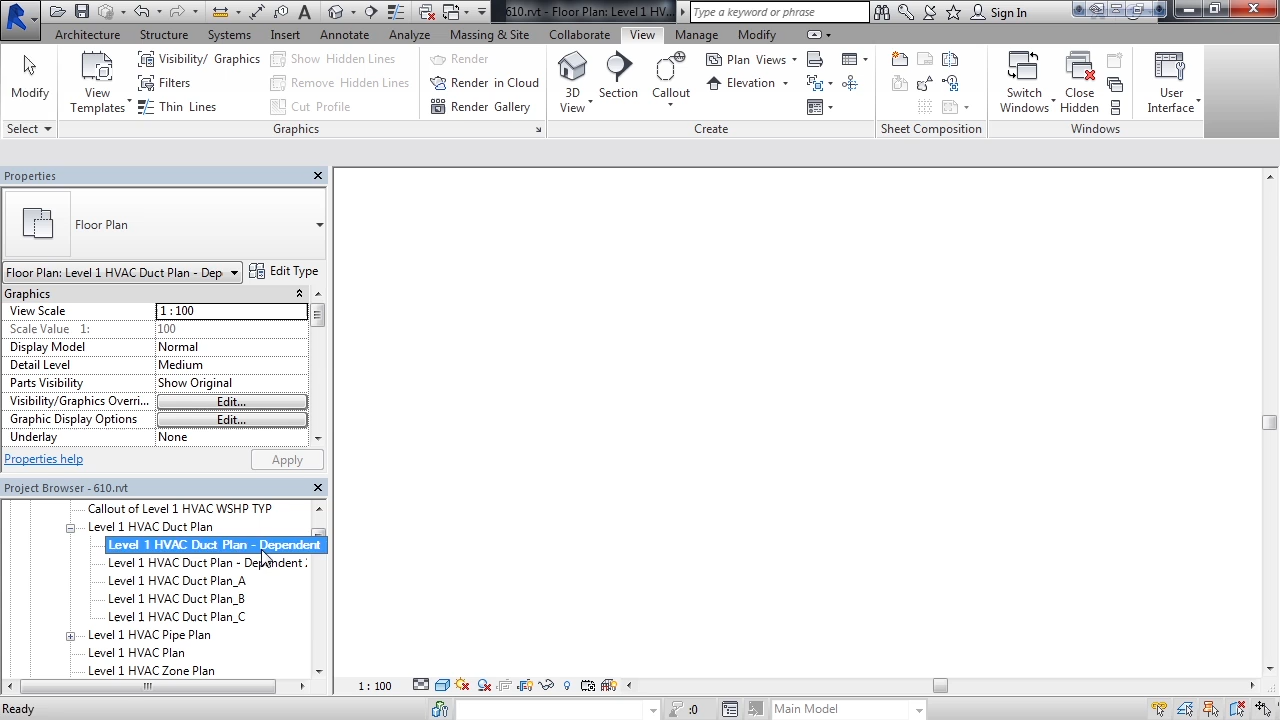 610.rvt - Floor Plan: Level 1 HV...
Type a keyword or phrase
Sign In
Architecture
Structure
Systems
Insert
Annotate
Analyze
Massing & Site
Collaborate
View
Manage
Modify
Modify
View
Templates
Visibility/ Graphics
Filters
Thin Lines
Show Hidden Lines
Remove Hidden Lines
Cut Profile
Render
Render in Cloud
Render Gallery
3D
View
Section
Callout
Plan Views
Elevation
Switch
Windows
Close
Hidden
User
Interface
Select
Graphics
Create
Sheet Composition
Windows
Properties
Floor Plan
Floor Plan: Level 1 HVAC Duct Plan - Dep
Edit Type
Graphics
View Scale 1 : 100
Scale Value 1: 100
Display Model Normal
Detail Level Medium
Parts Visibility Show Original
Visibility/Graphics Overri... Edit...
Graphic Display Options Edit...
Underlay None
Properties help
Apply
Project Browser - 610.rvt
Callout of Level 1 HVAC WSHP TYP
Level 1 HVAC Duct Plan
Level 1 HVAC Duct Plan - Dependent
Level 1 HVAC Duct Plan - Dependent
Level 1 HVAC Duct Plan_A
Level 1 HVAC Duct Plan_B
Level 1 HVAC Duct Plan_C
Level 1 HVAC Pipe Plan
Level 1 HVAC Plan
Level 1 HVAC Zone Plan
1 : 100
Ready
:0
Main Model